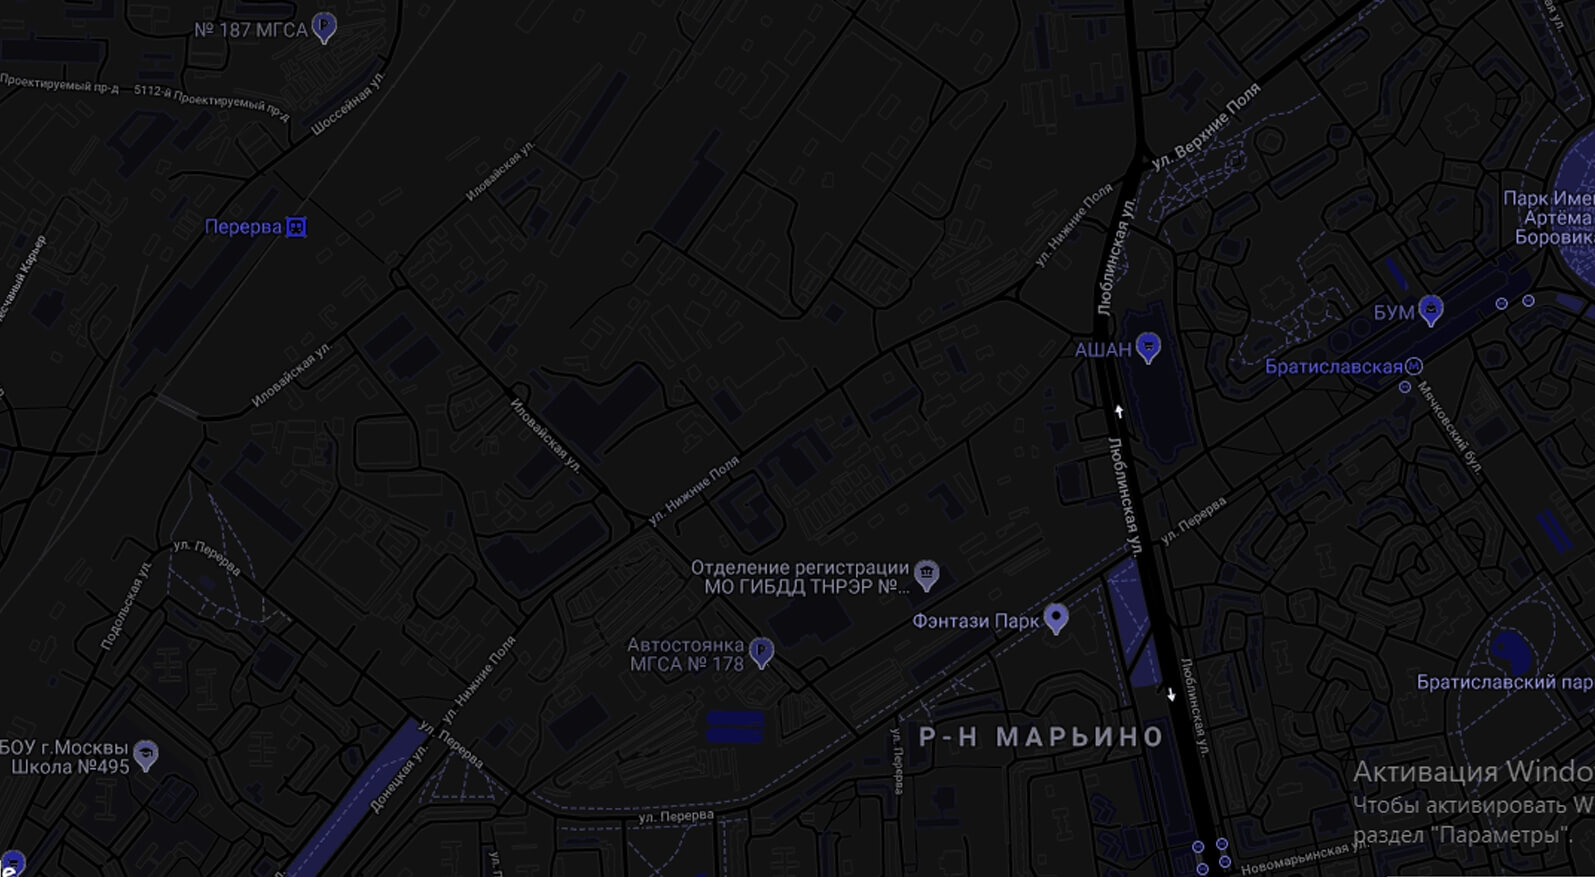 № 187 МГСА
Проектируемый пр-д
5112-й Проектируемый пр-д
Шоссейная ул.
Иловайская ул.
ул. Верхние Поля
ул. Нижние Поля
Люблинская ул.
Перерва
Парк Име
Артёма
Боровик
БУМ
АШАН
Братиславская
Мячковский бул.
Иловайская ул.
Иловайская ул.
ул. Нижние Поля
Люблинская ул.
ул. Перерва
ул. Перерва
Подольская ул.
Отделение регистрации
МО ГИБДД ТНРЭР №...
Фэнтази Парк
Автостоянка
МГСА № 178
ул. Нижние Поля
Люблинская ул.
Братиславский пар
Р-Н МАРЬИНО
ул. Перерва
ул. Перерва
БОУ г.Москвы
Школа №495
Донецкая ул.
ул. Перерва
Активация Windo
Чтобы активировать W
раздел "Параметры".
Новомарьинская ул.